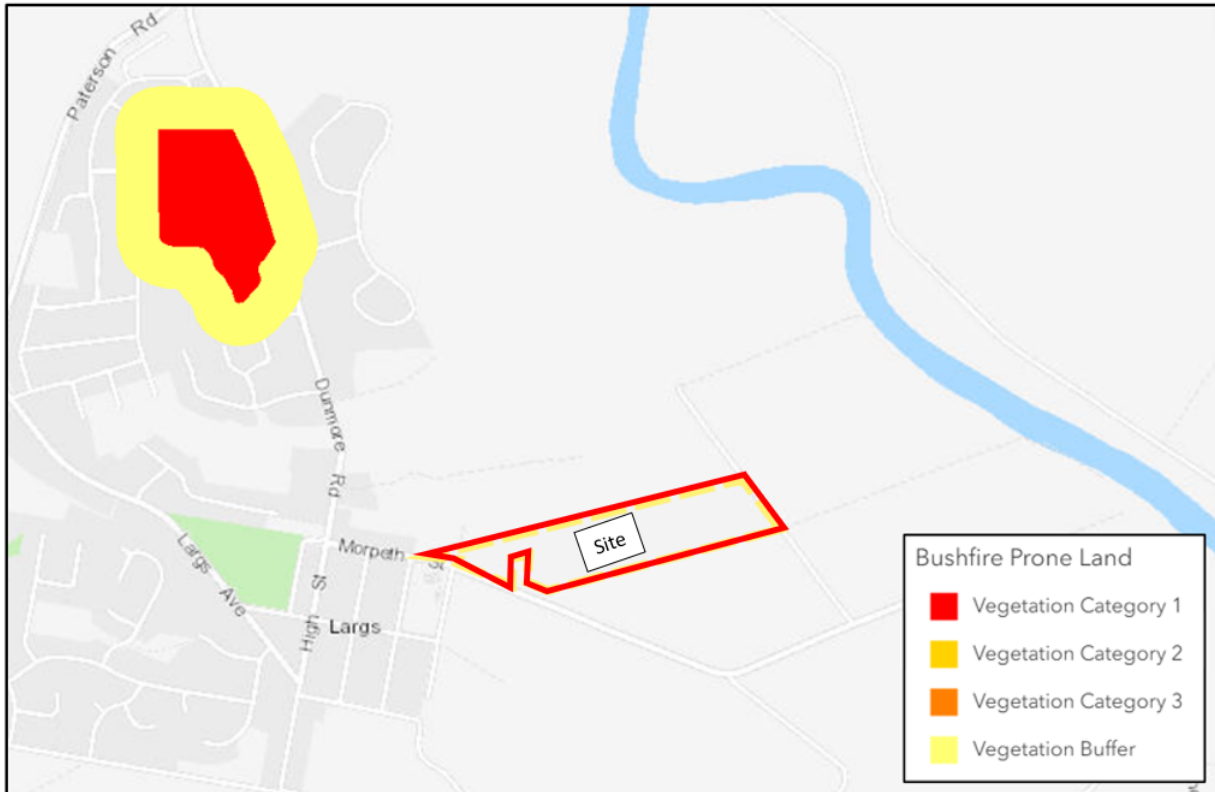 Paterson Rd
Dunmore Rd
Site
Morpeth St
Largs Ave
High St
Largs
Bushfire Prone Land
Vegetation Category 1
Vegetation Category 2
Vegetation Category 3
Vegetation Buffer